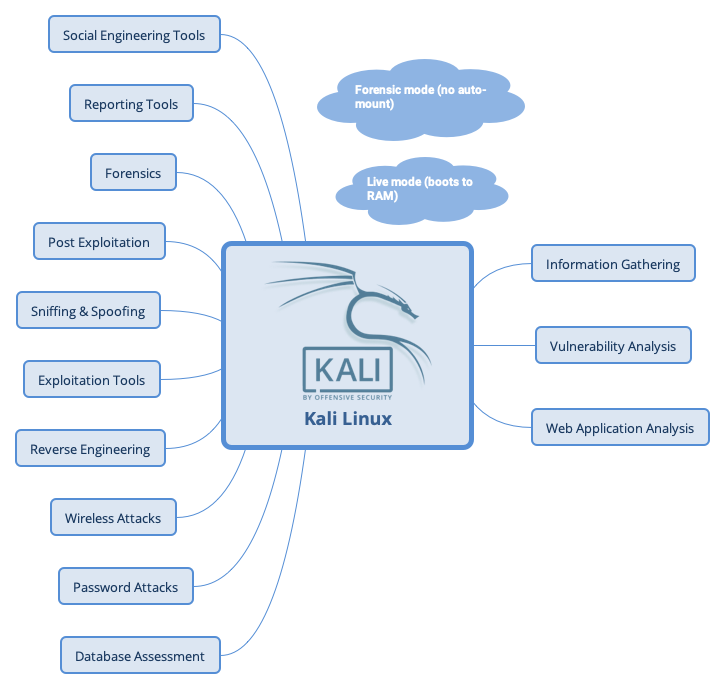 Social Engineering Tools
Reporting Tools
Forensics
Post Exploitation
Sniffing & Spoofing
Exploitation Tools
Reverse Engineering
Wireless Attacks
Password Attacks
Database Assessment
Forensic mode (no auto-
mount)
Live mode (boots to
RAM)
KALI
BY OFFENSIVE SECURITY
Kali Linux
Information Gathering
Vulnerability Analysis
Web Application Analysis